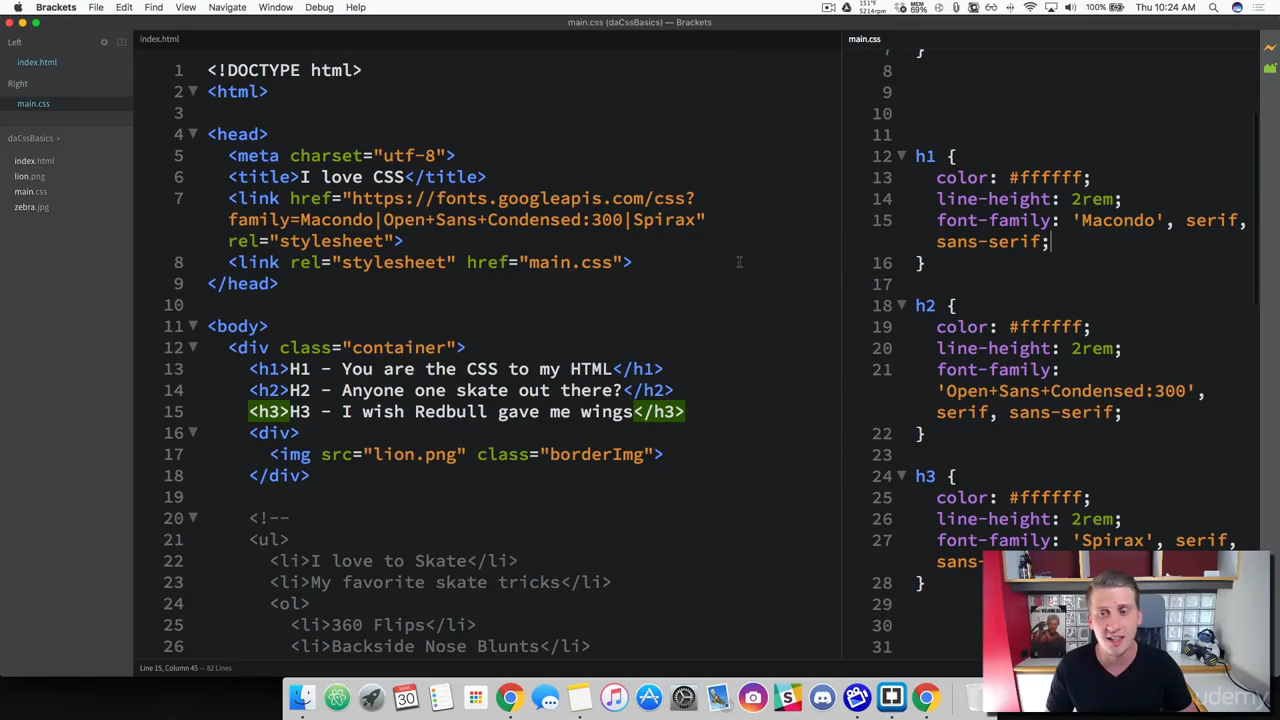 Brackets File Edit Find View Navigate Window Debug Help 151°F 5214rpm MEM 69% 100% Thu 10:24 AM
main.css (daCssBasics) — Brackets
Left
index.html
Right
main.css
daCssBasics
index.html
lion.png
main.css
zebra.jpg
index.html
1 <!DOCTYPE html>
2 <html>
3
4 <head>
5 <meta charset="utf-8">
6 <title>I love CSS</title>
7 <link href="https://fonts.googleapis.com/css?
family=Macondo|Open+Sans+Condensed:300|Spirax"
rel="stylesheet">
8 <link rel="stylesheet" href="main.css">
9 </head>
10
11 <body>
12 <div class="container">
13 <h1>H1 - You are the CSS to my HTML</h1>
14 <h2>H2 - Anyone one skate out there?</h2>
15 <h3>H3 - I wish Redbull gave me wings</h3>
16 <div>
17 <img src="lion.png" class="borderImg">
18 </div>
19
20 <!--
21 <ul>
22 <li>I love to Skate</li>
23 <li>My favorite skate tricks</li>
24 <ol>
25 <li>360 Flips</li>
26 <li>Backside Nose Blunts</li>
Line 15, Column 45 — 82 Lines
main.css
7 }
8
9
10
11
12 h1 {
13 color: #ffffff;
14 line-height: 2rem;
15 font-family: 'Macondo', serif,
sans-serif;
16 }
17
18 h2 {
19 color: #ffffff;
20 line-height: 2rem;
21 font-family:
'Open+Sans+Condensed:300',
serif, sans-serif;
22 }
23
24 h3 {
25 color: #ffffff;
26 line-height: 2rem;
27 font-family: 'Spirax', serif,
sans-
28 }
29
30
31
MAR
30
udemy